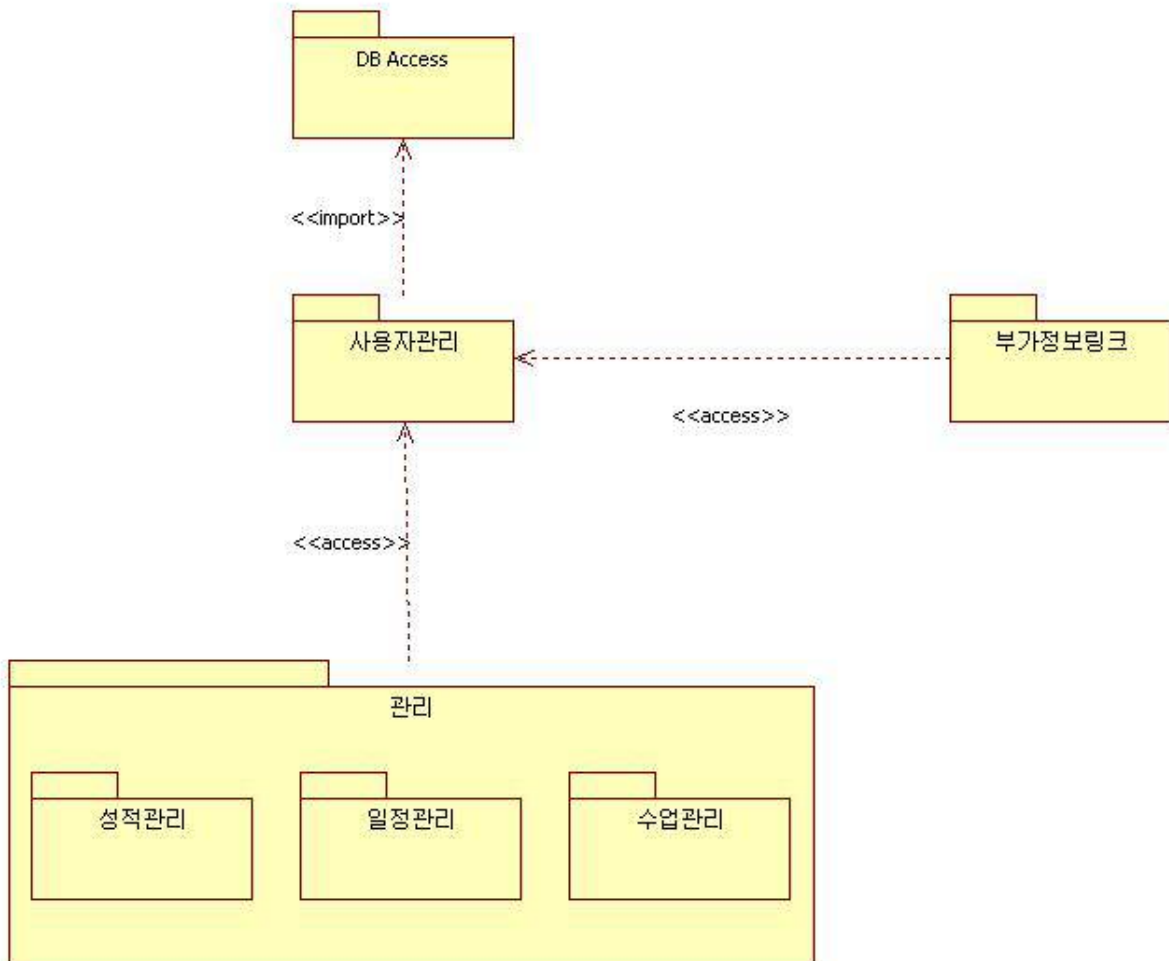 DB Access
<<import>>
사용자관리
부가정보링크
<<access>>
<<access>>
관리
성적관리
일정관리
수업관리